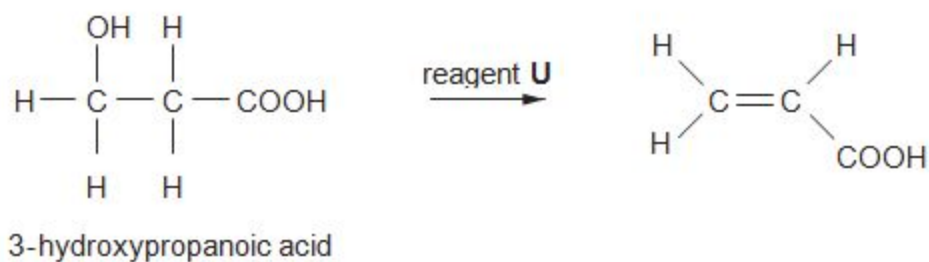 OH H H H
reagent U
H C C COOH C C
H H H COOH
3-hydroxypropanoic acid